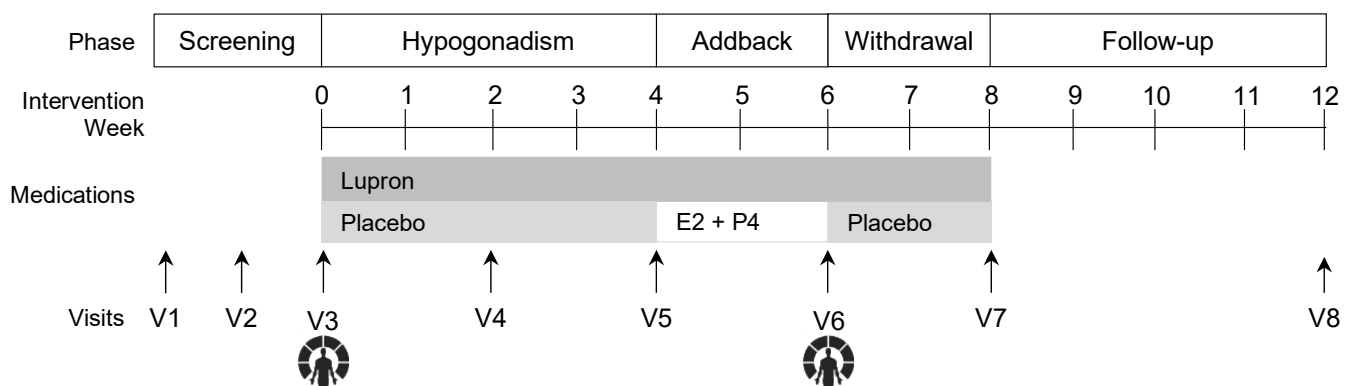 Phase Screening Hypogonadism Addback Withdrawal Follow-up
Intervention Week 0 1 2 3 4 5 6 7 8 9 10 11 12
Medications Lupron
Placebo E2 + P4 Placebo
Visits V1 V2 V3 V4 V5 V6 V7 V8